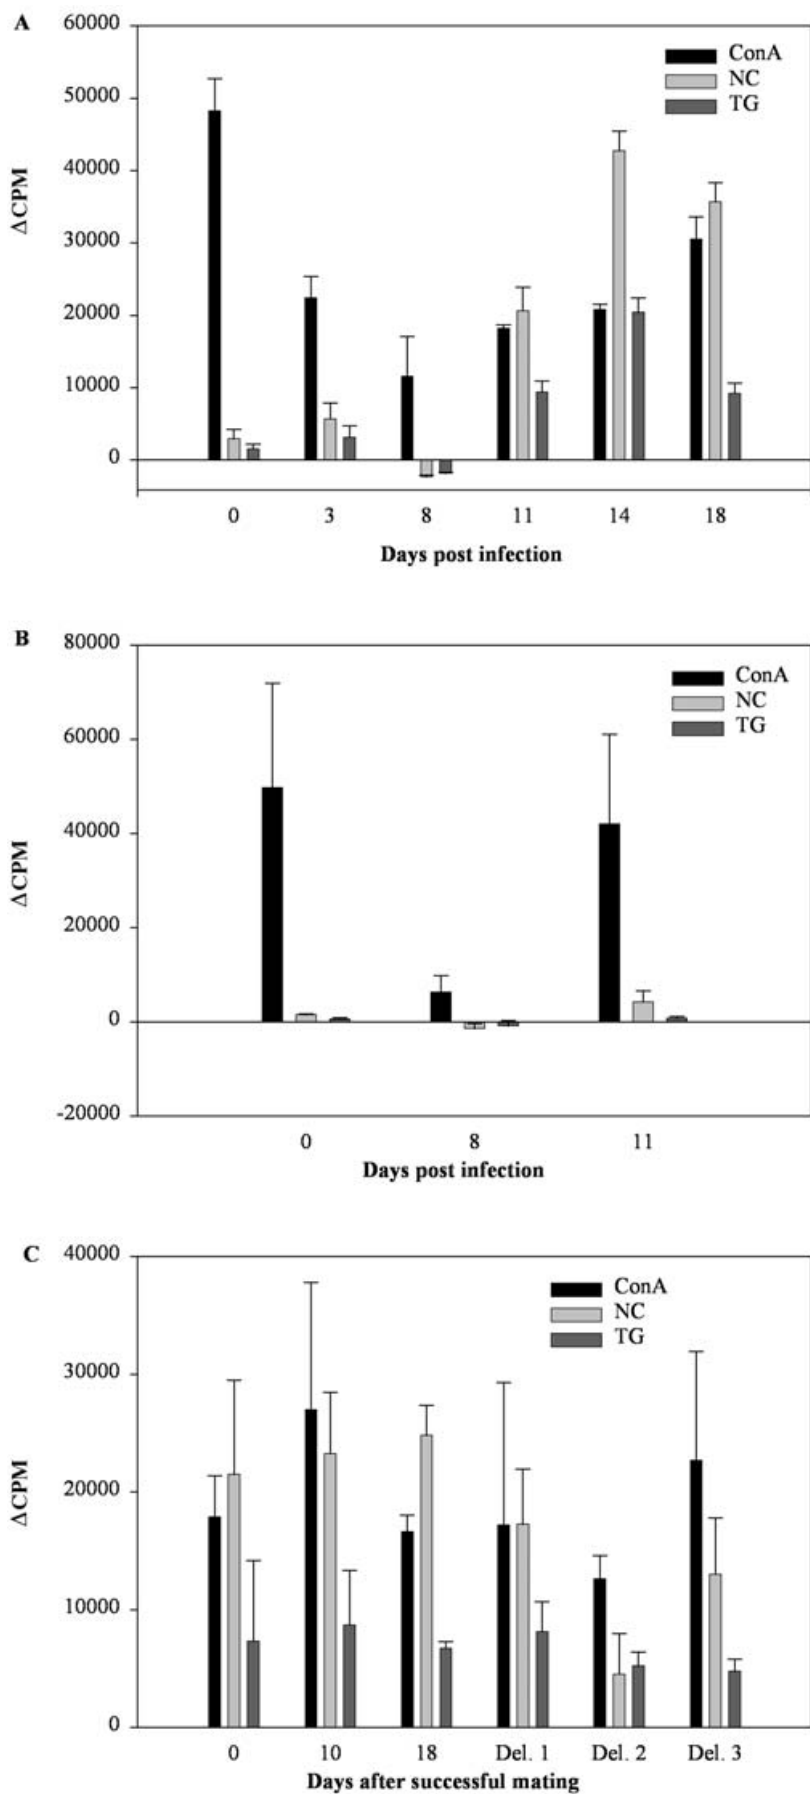 A
60000
50000
40000
30000
20000
10000
0
ΔCPM
ConA
NC
TG
0 3 8 11 14 18
Days post infection
B
80000
60000
40000
20000
0
-20000
ΔCPM
ConA
NC
TG
0 8 11
Days post infection
C
40000
30000
20000
10000
0
ΔCPM
ConA
NC
TG
0 10 18 Del. 1 Del. 2 Del. 3
Days after successful mating